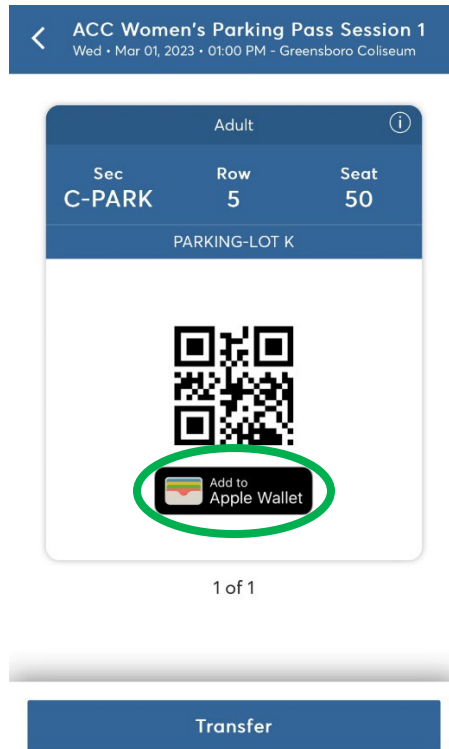 ACC Women's Parking Pass Session 1
Wed • Mar 01, 2023 • 01:00 PM - Greensboro Coliseum
Adult
Sec Row Seat
C-PARK 5 50
PARKING-LOT K
Add to
Apple Wallet
1 of 1
Transfer